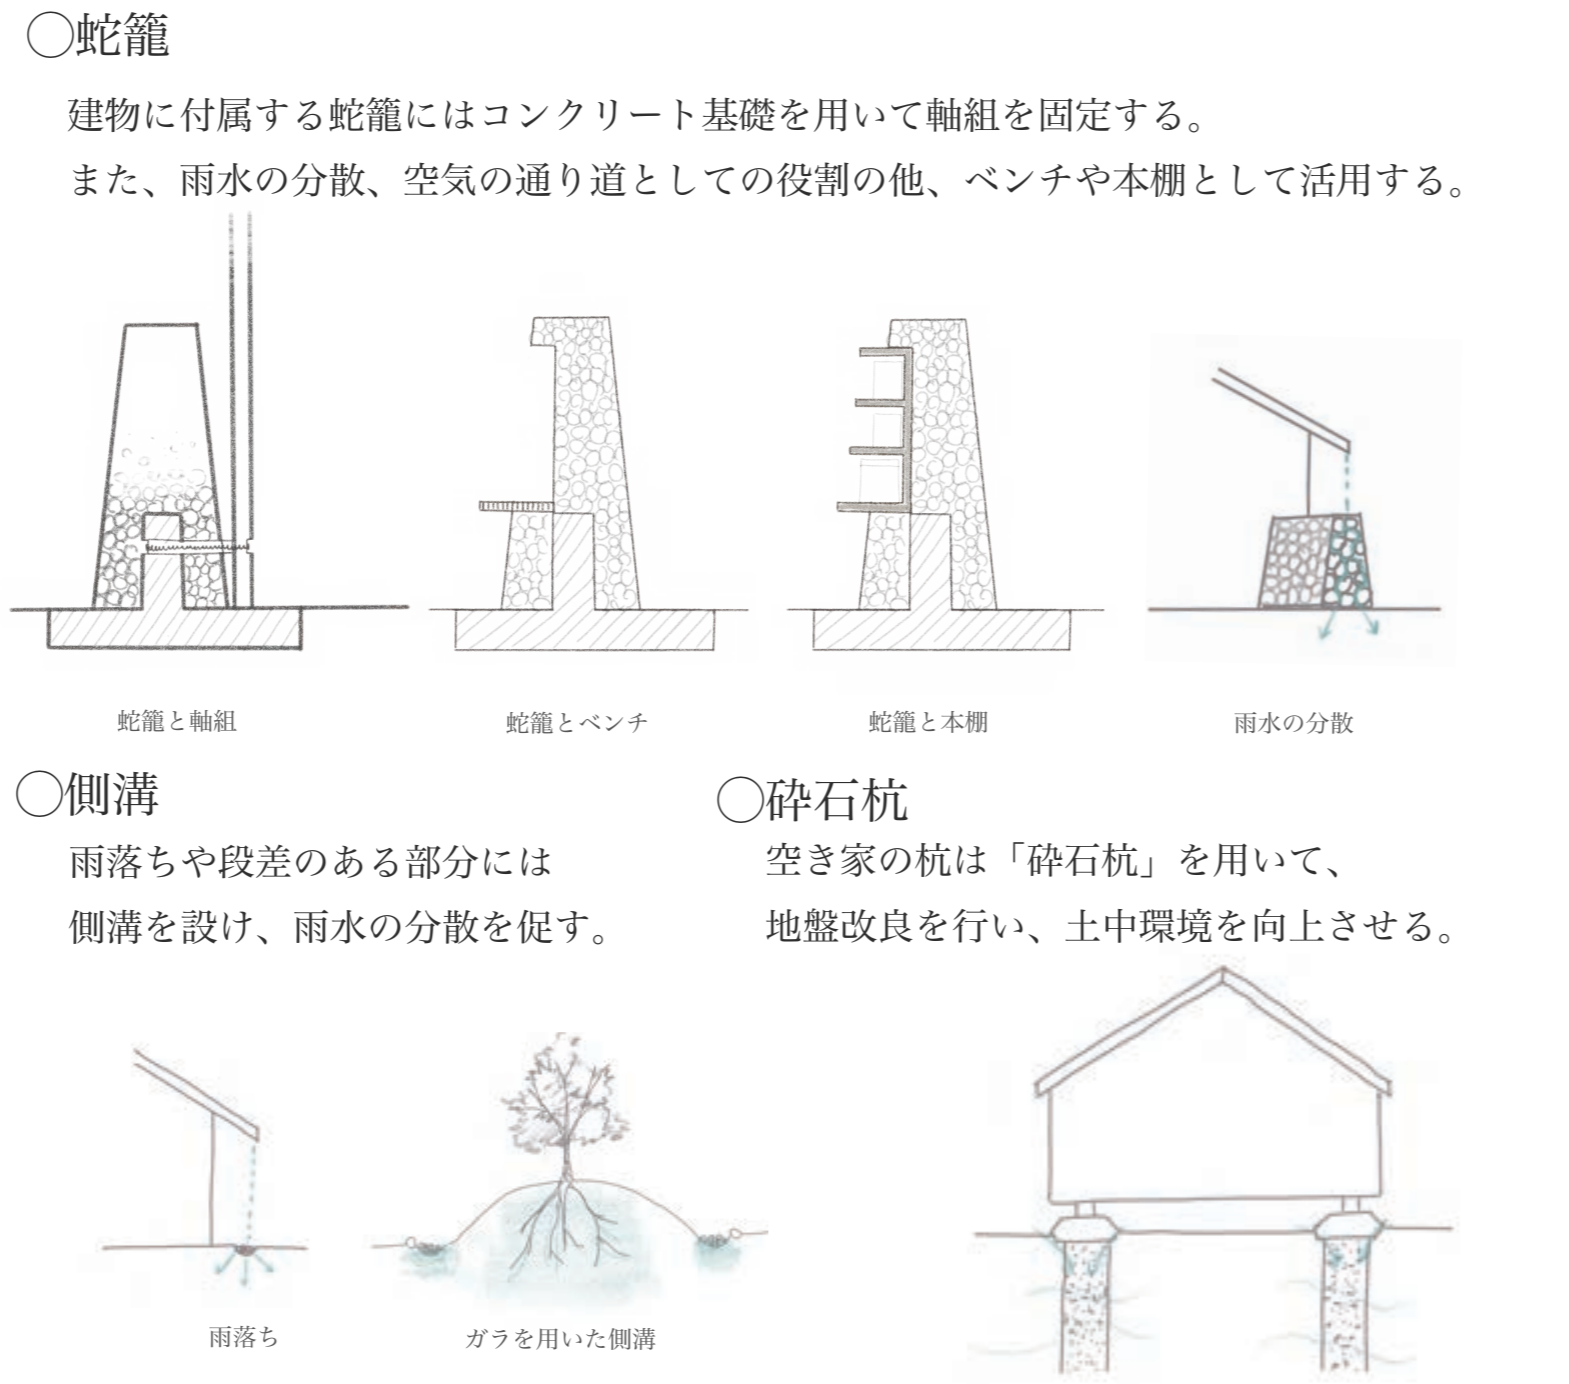 ◯蛇籠
建物に付属する蛇籠にはコンクリート基礎を用いて軸組を固定する。
また、雨水の分散、空気の通り道としての役割の他、ベンチや本棚として活用する。
蛇籠と軸組
蛇籠とベンチ
蛇籠と本棚
雨水の分散
◯側溝
雨落ちや段差のある部分には
側溝を設け、雨水の分散を促す。
雨落ち
ガラを用いた側溝
◯砕石杭
空き家の杭は「砕石杭」を用いて、
地盤改良を行い、土中環境を向上させる。